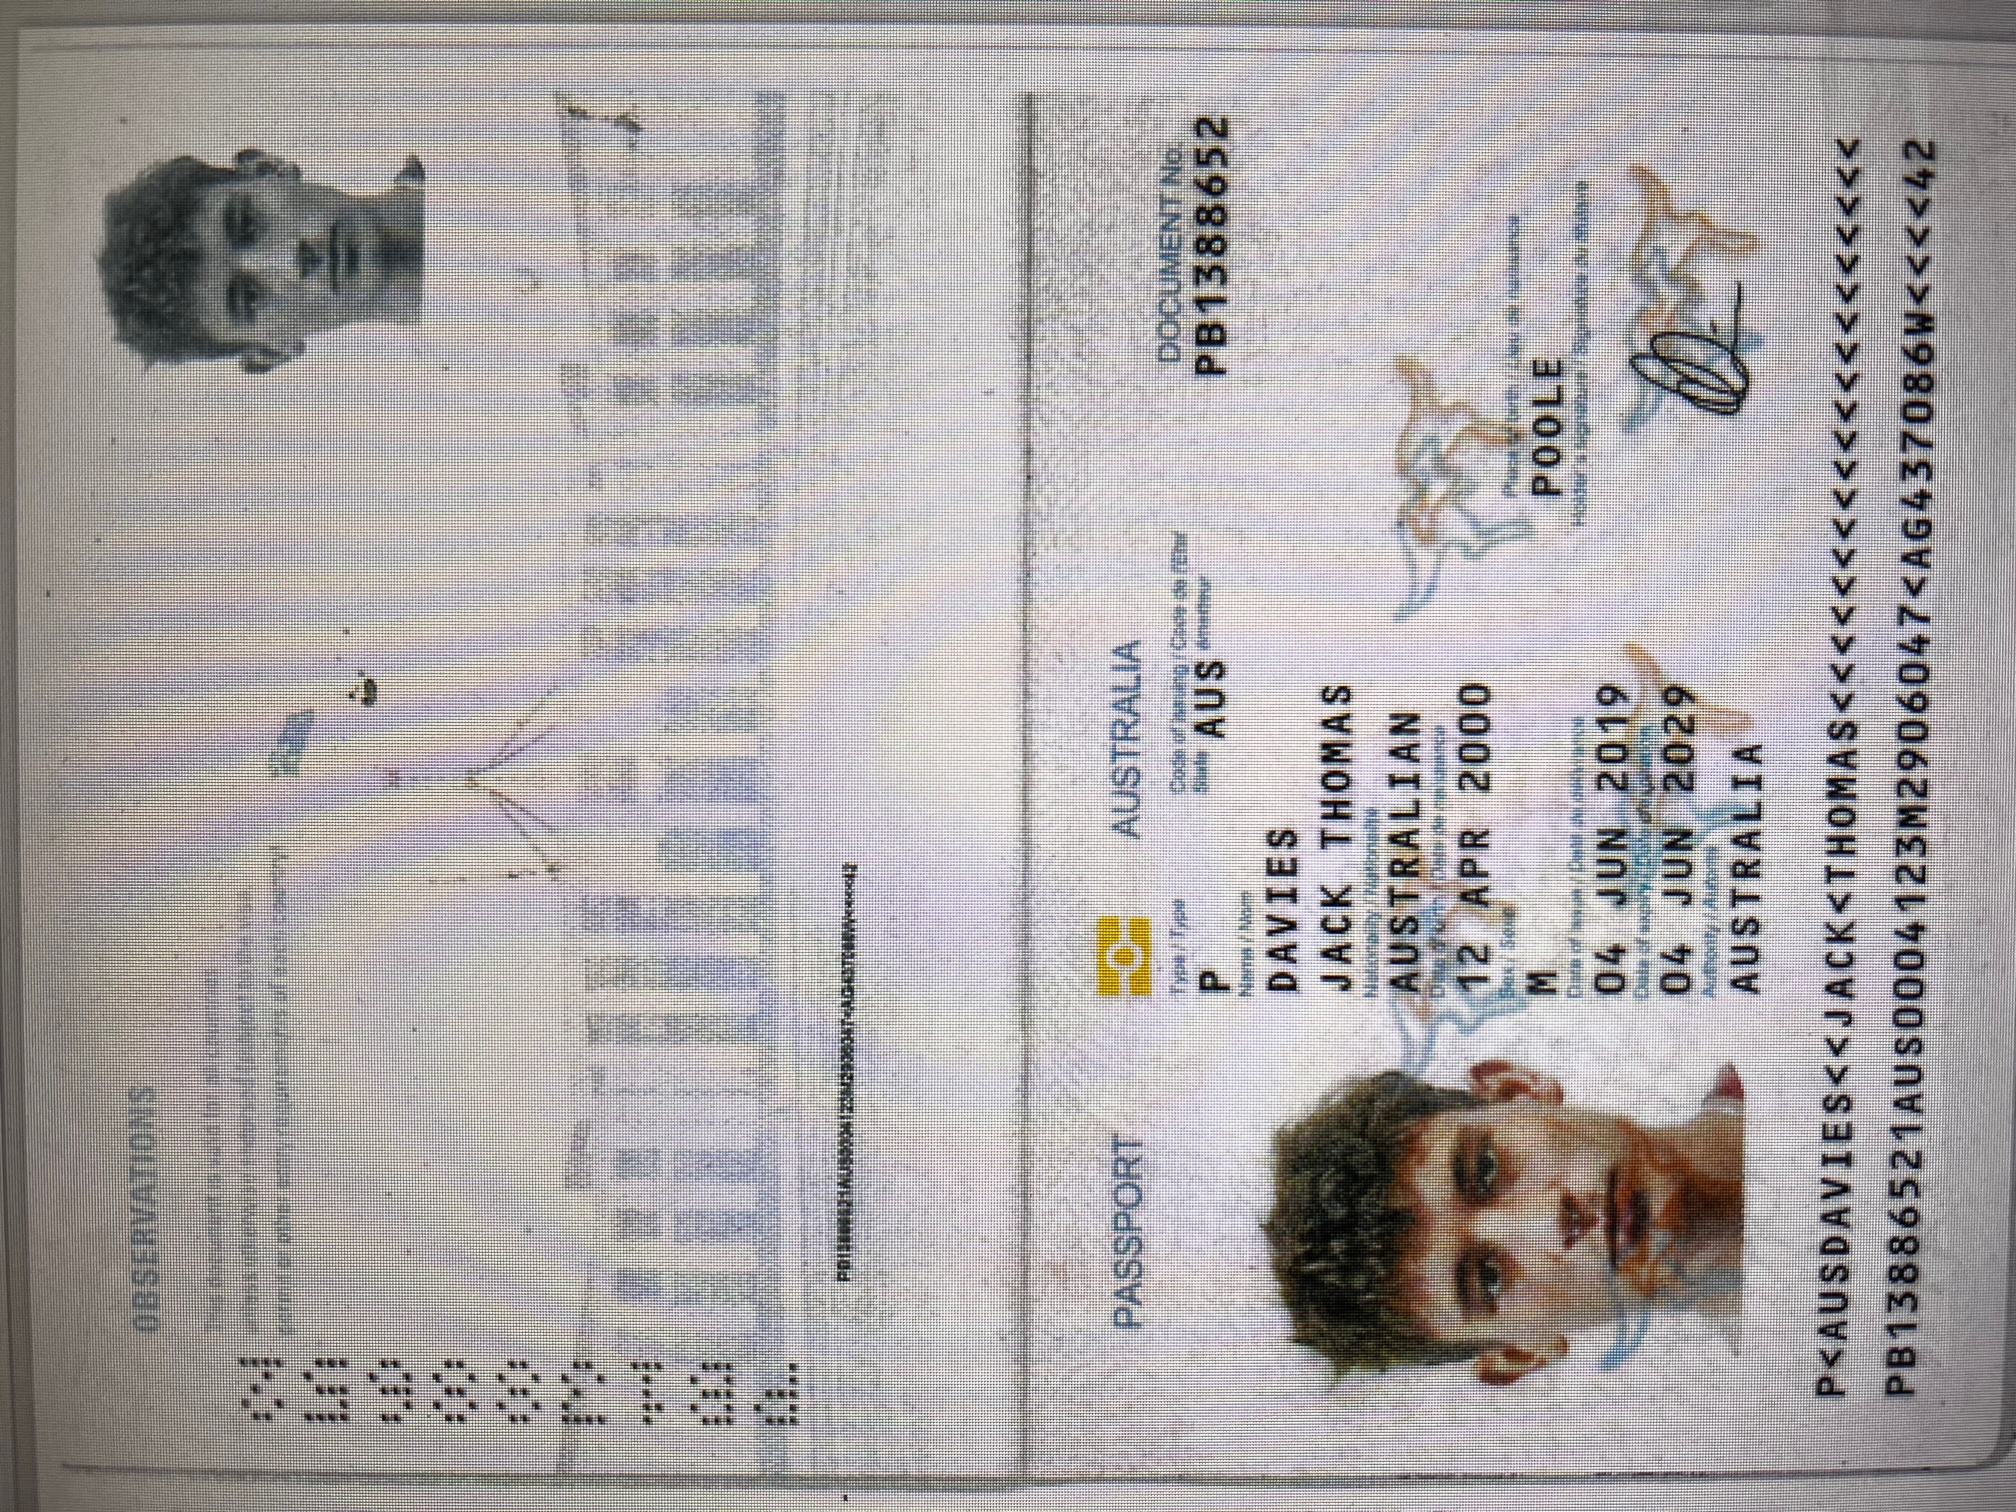 OBSERVATIONS
This document is valid for all countries
unless otherwise endorsed (subject to the visa,
permit or other entry requirements of each country)
PB1388652
PB13886521AUS0004123M2906047<AG437086W<<<<42
PASSPORT
AUSTRALIA
Type / Type
Code of issuing / Code de l'Etat
State
émetteur
DOCUMENT No.
P
AUS
PB1388652
Name / Nom
DAVIES
JACK THOMAS
Nationality / Nationalité
AUSTRALIAN
Date of birth / Date de naissance
12 APR 2000
Sex / Sexe
Place of birth / Lieu de naissance
M
POOLE
Date of issue / Date de délivrance
Holder's signature / Signature du titulaire
04 JUN 2019
Date of expiry / Date d'expiration
04 JUN 2029
Authority / Autorité
AUSTRALIA
P<AUSDAVIES<<JACK<THOMAS<<<<<<<<<<<<<<<<<<<<
PB13886521AUS0004123M2906047<AG437086W<<<<42